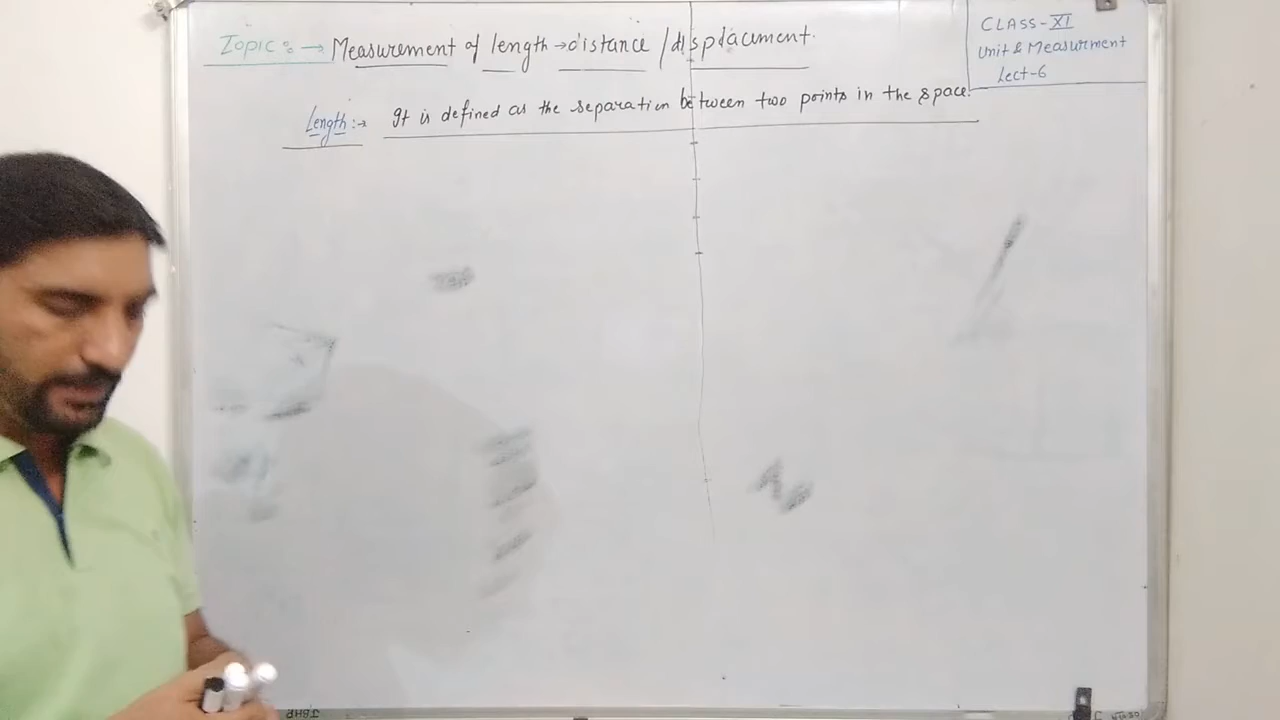 Topic :- → Measurement of length → distance / displacement.
CLASS - XI
Unit & Measurment
Lect-6
Length :→ It is defined as the separation between two points in the space.